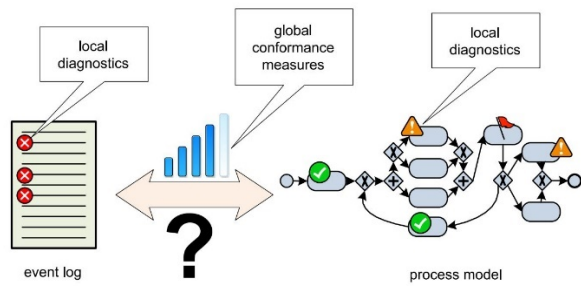 local
diagnostics
global
conformance
measures
local
diagnostics
?
event log
process model